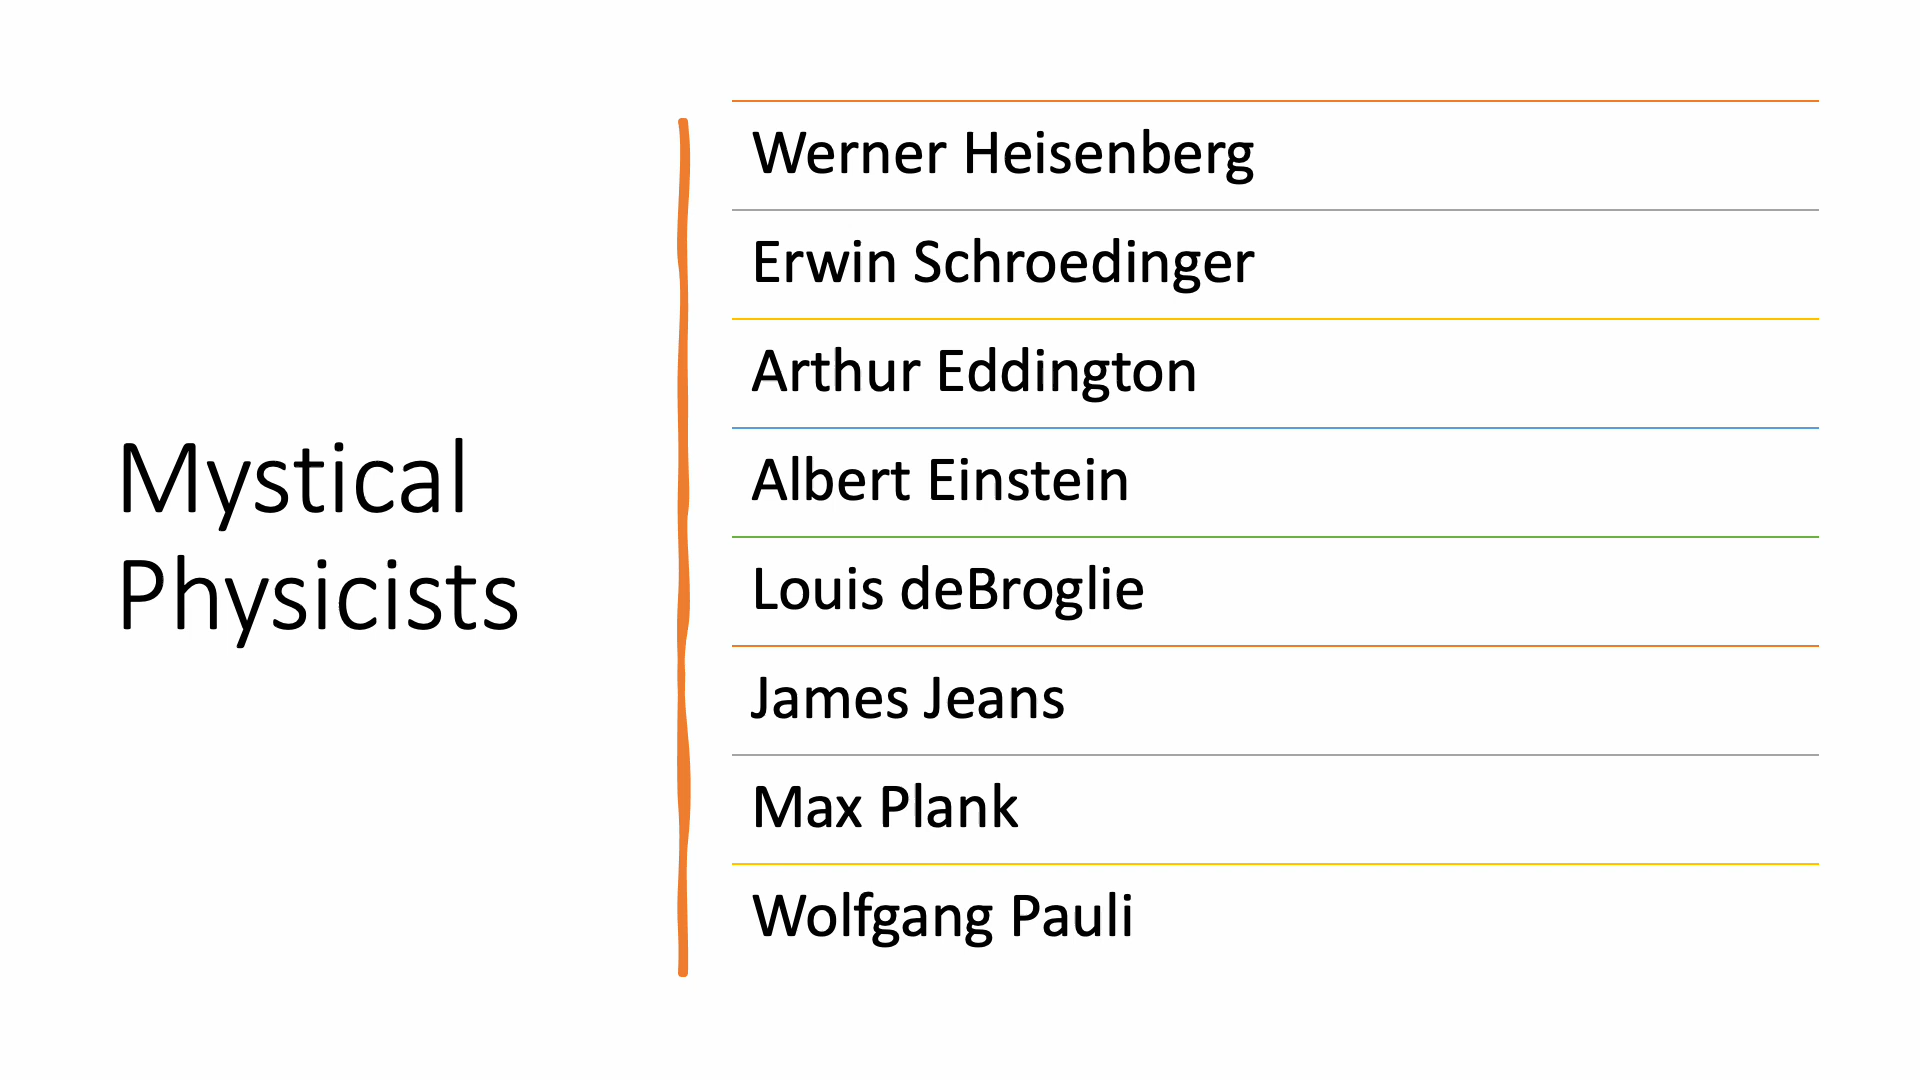 Mystical
Physicists
Werner Heisenberg
Erwin Schroedinger
Arthur Eddington
Albert Einstein
Louis deBroglie
James Jeans
Max Plank
Wolfgang Pauli